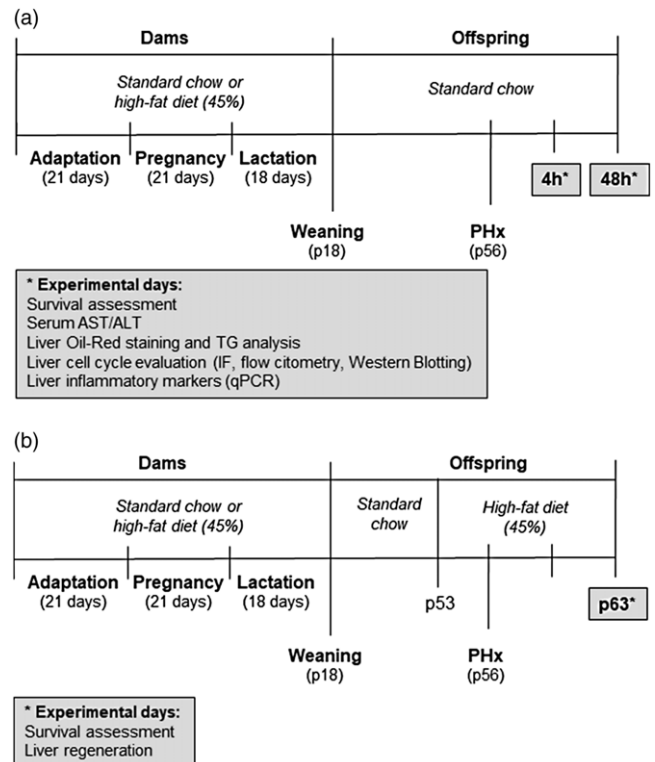 (a)
Dams Offspring
Standard chow or
high-fat diet (45%)
Standard chow
Adaptation Pregnancy Lactation
(21 days) (21 days) (18 days)
4h* 48h*
Weaning PHx
(p18) (p56)
* Experimental days:
Survival assessment
Serum AST/ALT
Liver Oil-Red staining and TG analysis
Liver cell cycle evaluation (IF, flow citometry, Western Blotting)
Liver inflammatory markers (qPCR)
(b)
Dams Offspring
Standard chow or
high-fat diet (45%)
Standard
chow
High-fat diet
(45%)
Adaptation Pregnancy Lactation
(21 days) (21 days) (18 days)
p53 p63*
Weaning PHx
(p18) (p56)
* Experimental days:
Survival assessment
Liver regeneration